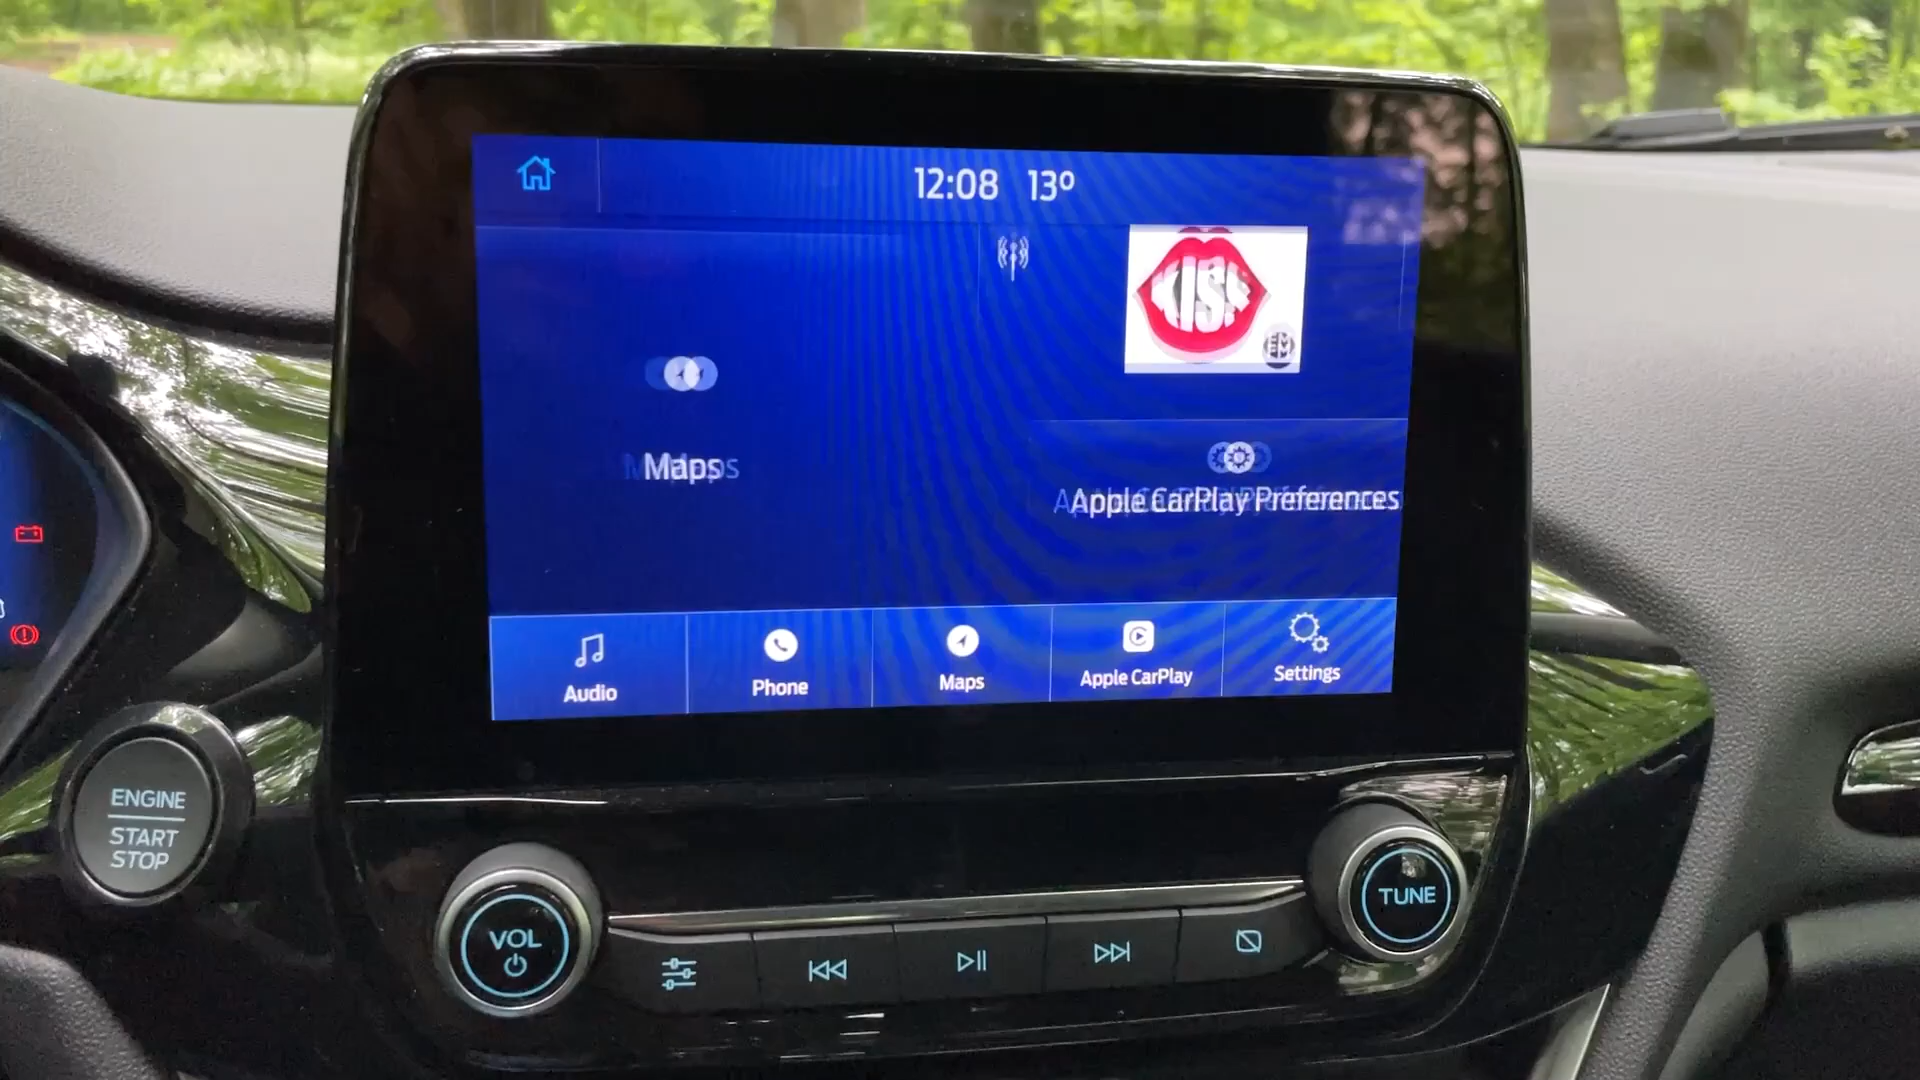 12:08 13º
KISS
Maps
Apple CarPlay Preferences
Audio
Phone
Maps
Apple CarPlay
Settings
ENGINE
START
STOP
VOL
TUNE